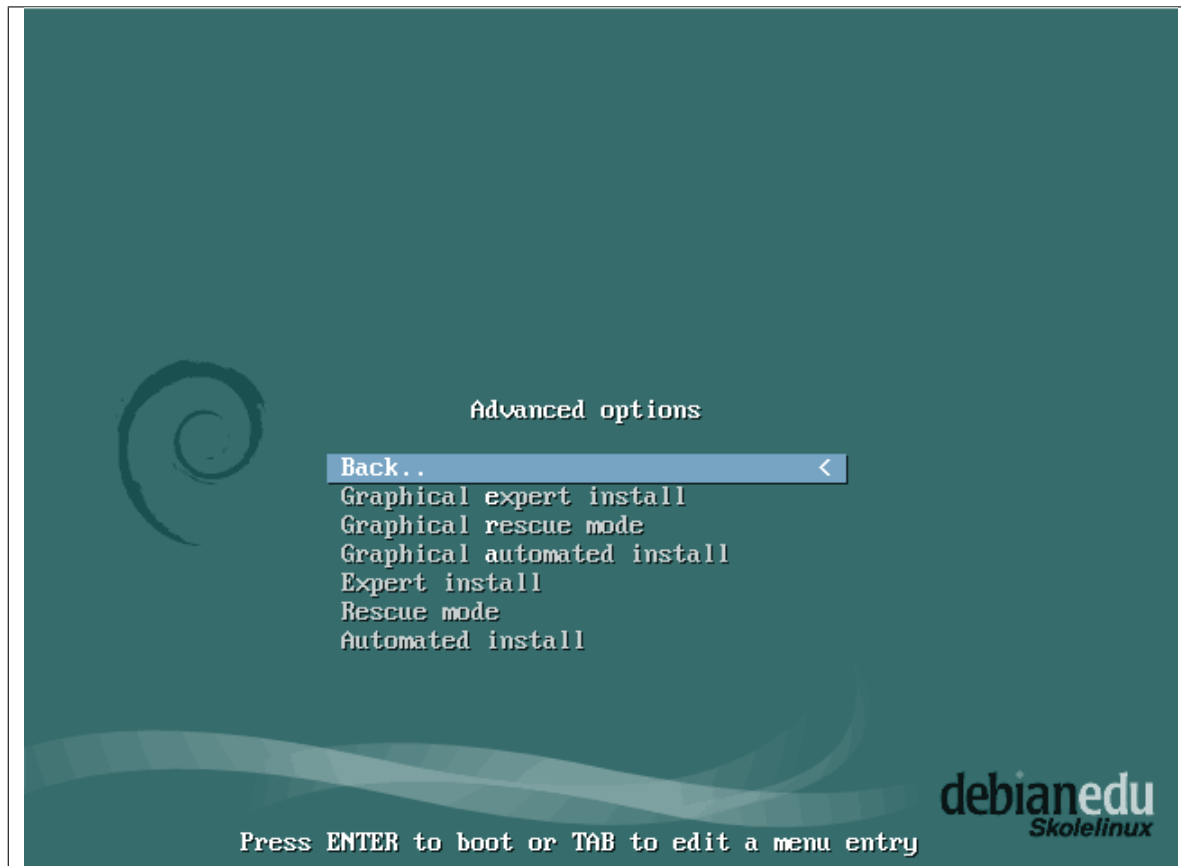 Advanced options
Back.. <
Graphical expert install
Graphical rescue mode
Graphical automated install
Expert install
Rescue mode
Automated install
debianedu
Skolelinux
Press ENTER to boot or TAB to edit a menu entry